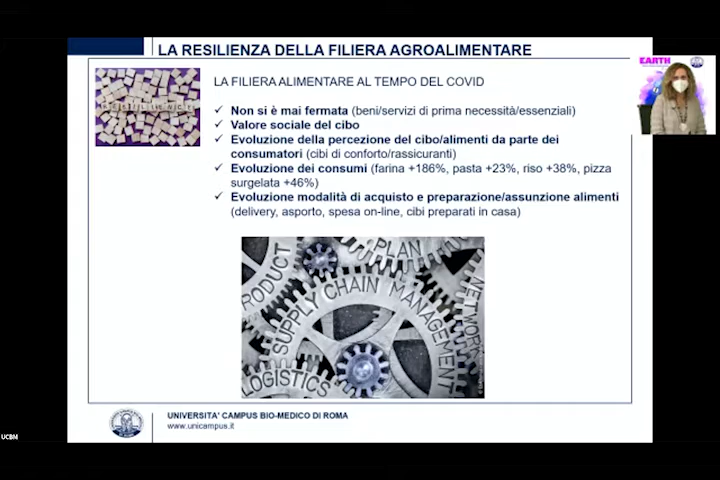 LA RESILIENZA DELLA FILIERA AGROALIMENTARE
EARTH
RESILIENCE
LA FILIERA ALIMENTARE AL TEMPO DEL COVID
✓ Non si è mai fermata (beni/servizi di prima necessità/essenziali)
✓ Valore sociale del cibo
✓ Evoluzione della percezione del cibo/alimenti da parte dei
consumatori (cibi di conforto/rassicuranti)
✓ Evoluzione dei consumi (farina +186%, pasta +23%, riso +38%, pizza
surgelata +46%)
✓ Evoluzione modalità di acquisto e preparazione/assunzione alimenti
(delivery, asporto, spesa on-line, cibi preparati in casa)
PRODUCT
PLAN
SUPPLY CHAIN MANAGEMENT
NETWORK
LOGISTICS
UNIVERSITA' CAMPUS BIO-MEDICO DI ROMA
www.unicampus.it
UCBM